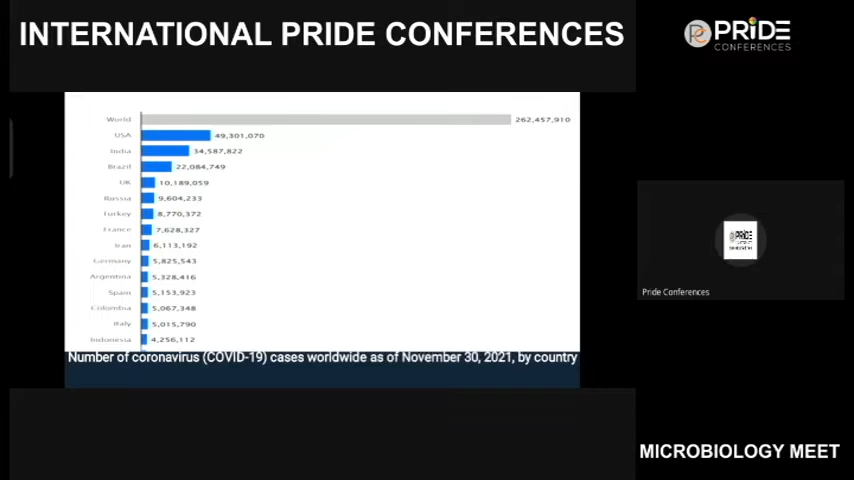 INTERNATIONAL PRIDE CONFERENCES
PRIDE
CONFERENCES
World 262,457,910
USA 49,301,070
India 34,587,822
Brazil 22,084,749
UK 10,189,059
Russia 9,604,233
Turkey 8,770,372
France 7,628,327
Iran 6,113,192
Germany 5,825,543
Argentina 5,328,416
Spain 5,153,923
Colombia 5,067,348
Italy 5,015,790
Indonesia 4,256,112
Number of coronavirus (COVID-19) cases worldwide as of November 30, 2021, by country
PRIDE
Pride Conferences
MICROBIOLOGY MEET